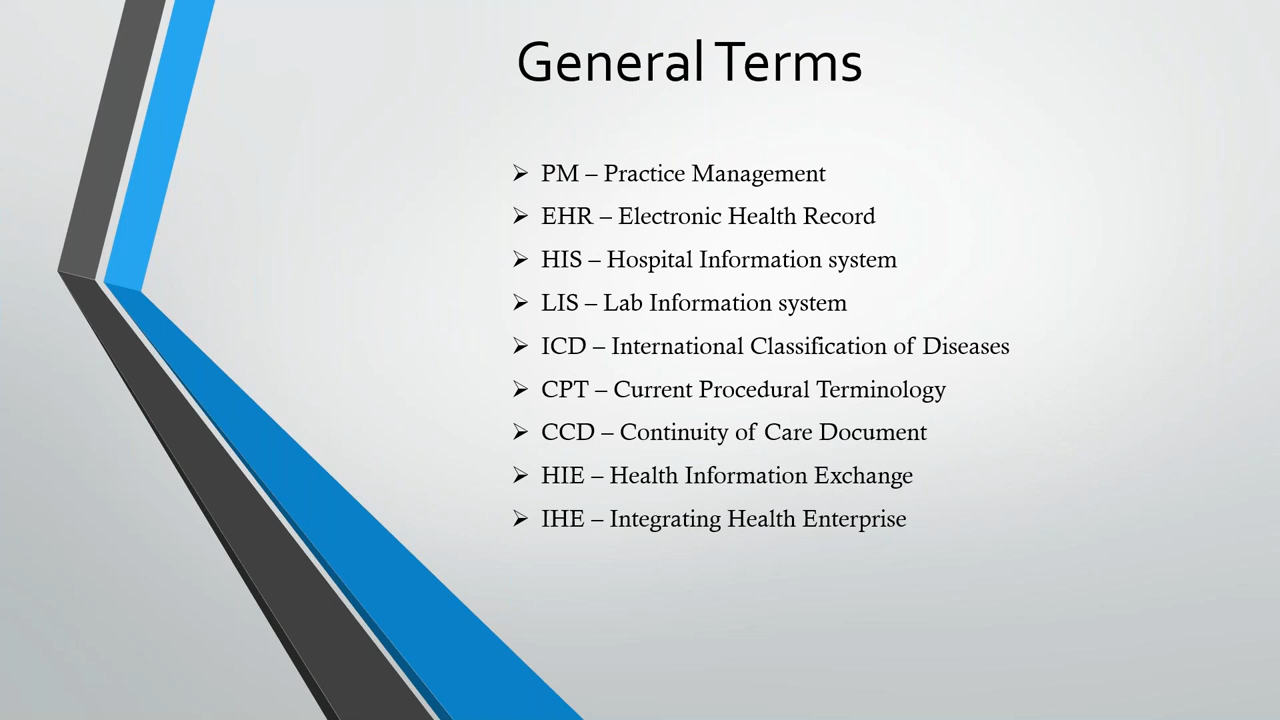 General Terms
➢ PM – Practice Management
➢ EHR – Electronic Health Record
➢ HIS – Hospital Information system
➢ LIS – Lab Information system
➢ ICD – International Classification of Diseases
➢ CPT – Current Procedural Terminology
➢ CCD – Continuity of Care Document
➢ HIE – Health Information Exchange
➢ IHE – Integrating Health Enterprise